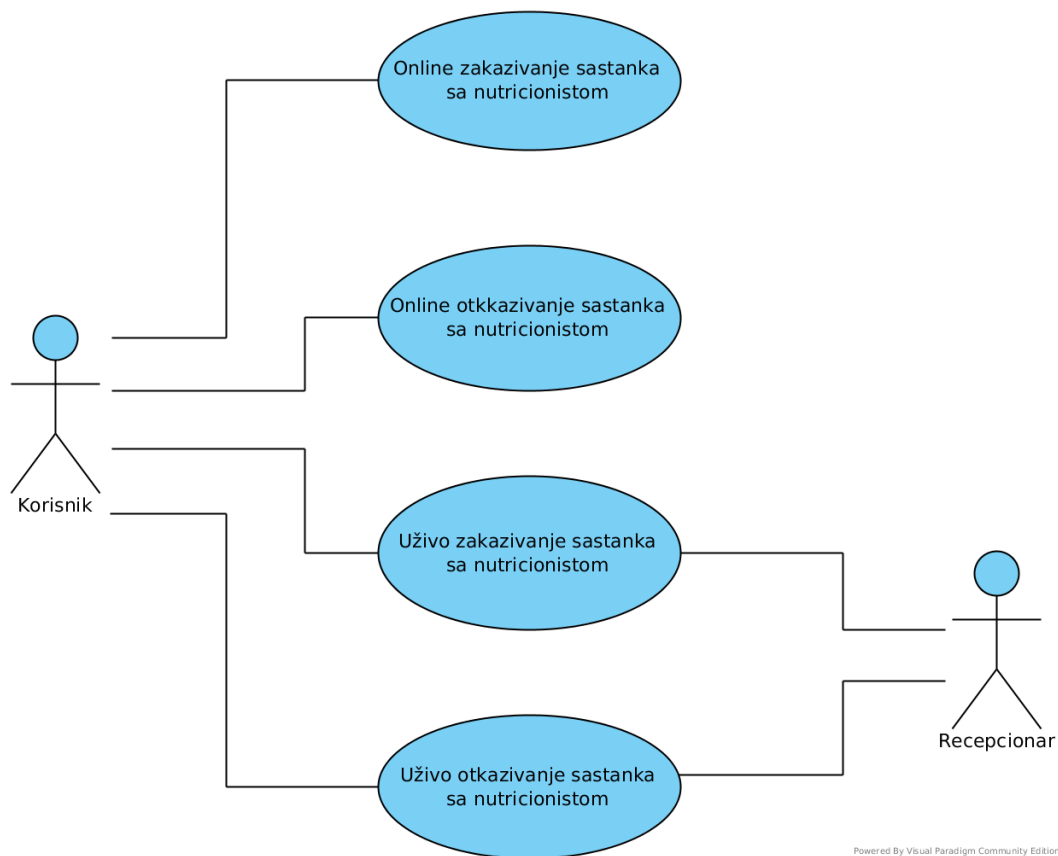 Online zakazivanje sastanka
sa nutricionistom
Online otkkazivanje sastanka
sa nutricionistom
Korisnik
Uživo zakazivanje sastanka
sa nutricionistom
Recepcionar
Uživo otkazivanje sastanka
sa nutricionistom
Powered By Visual Paradigm Community Edition